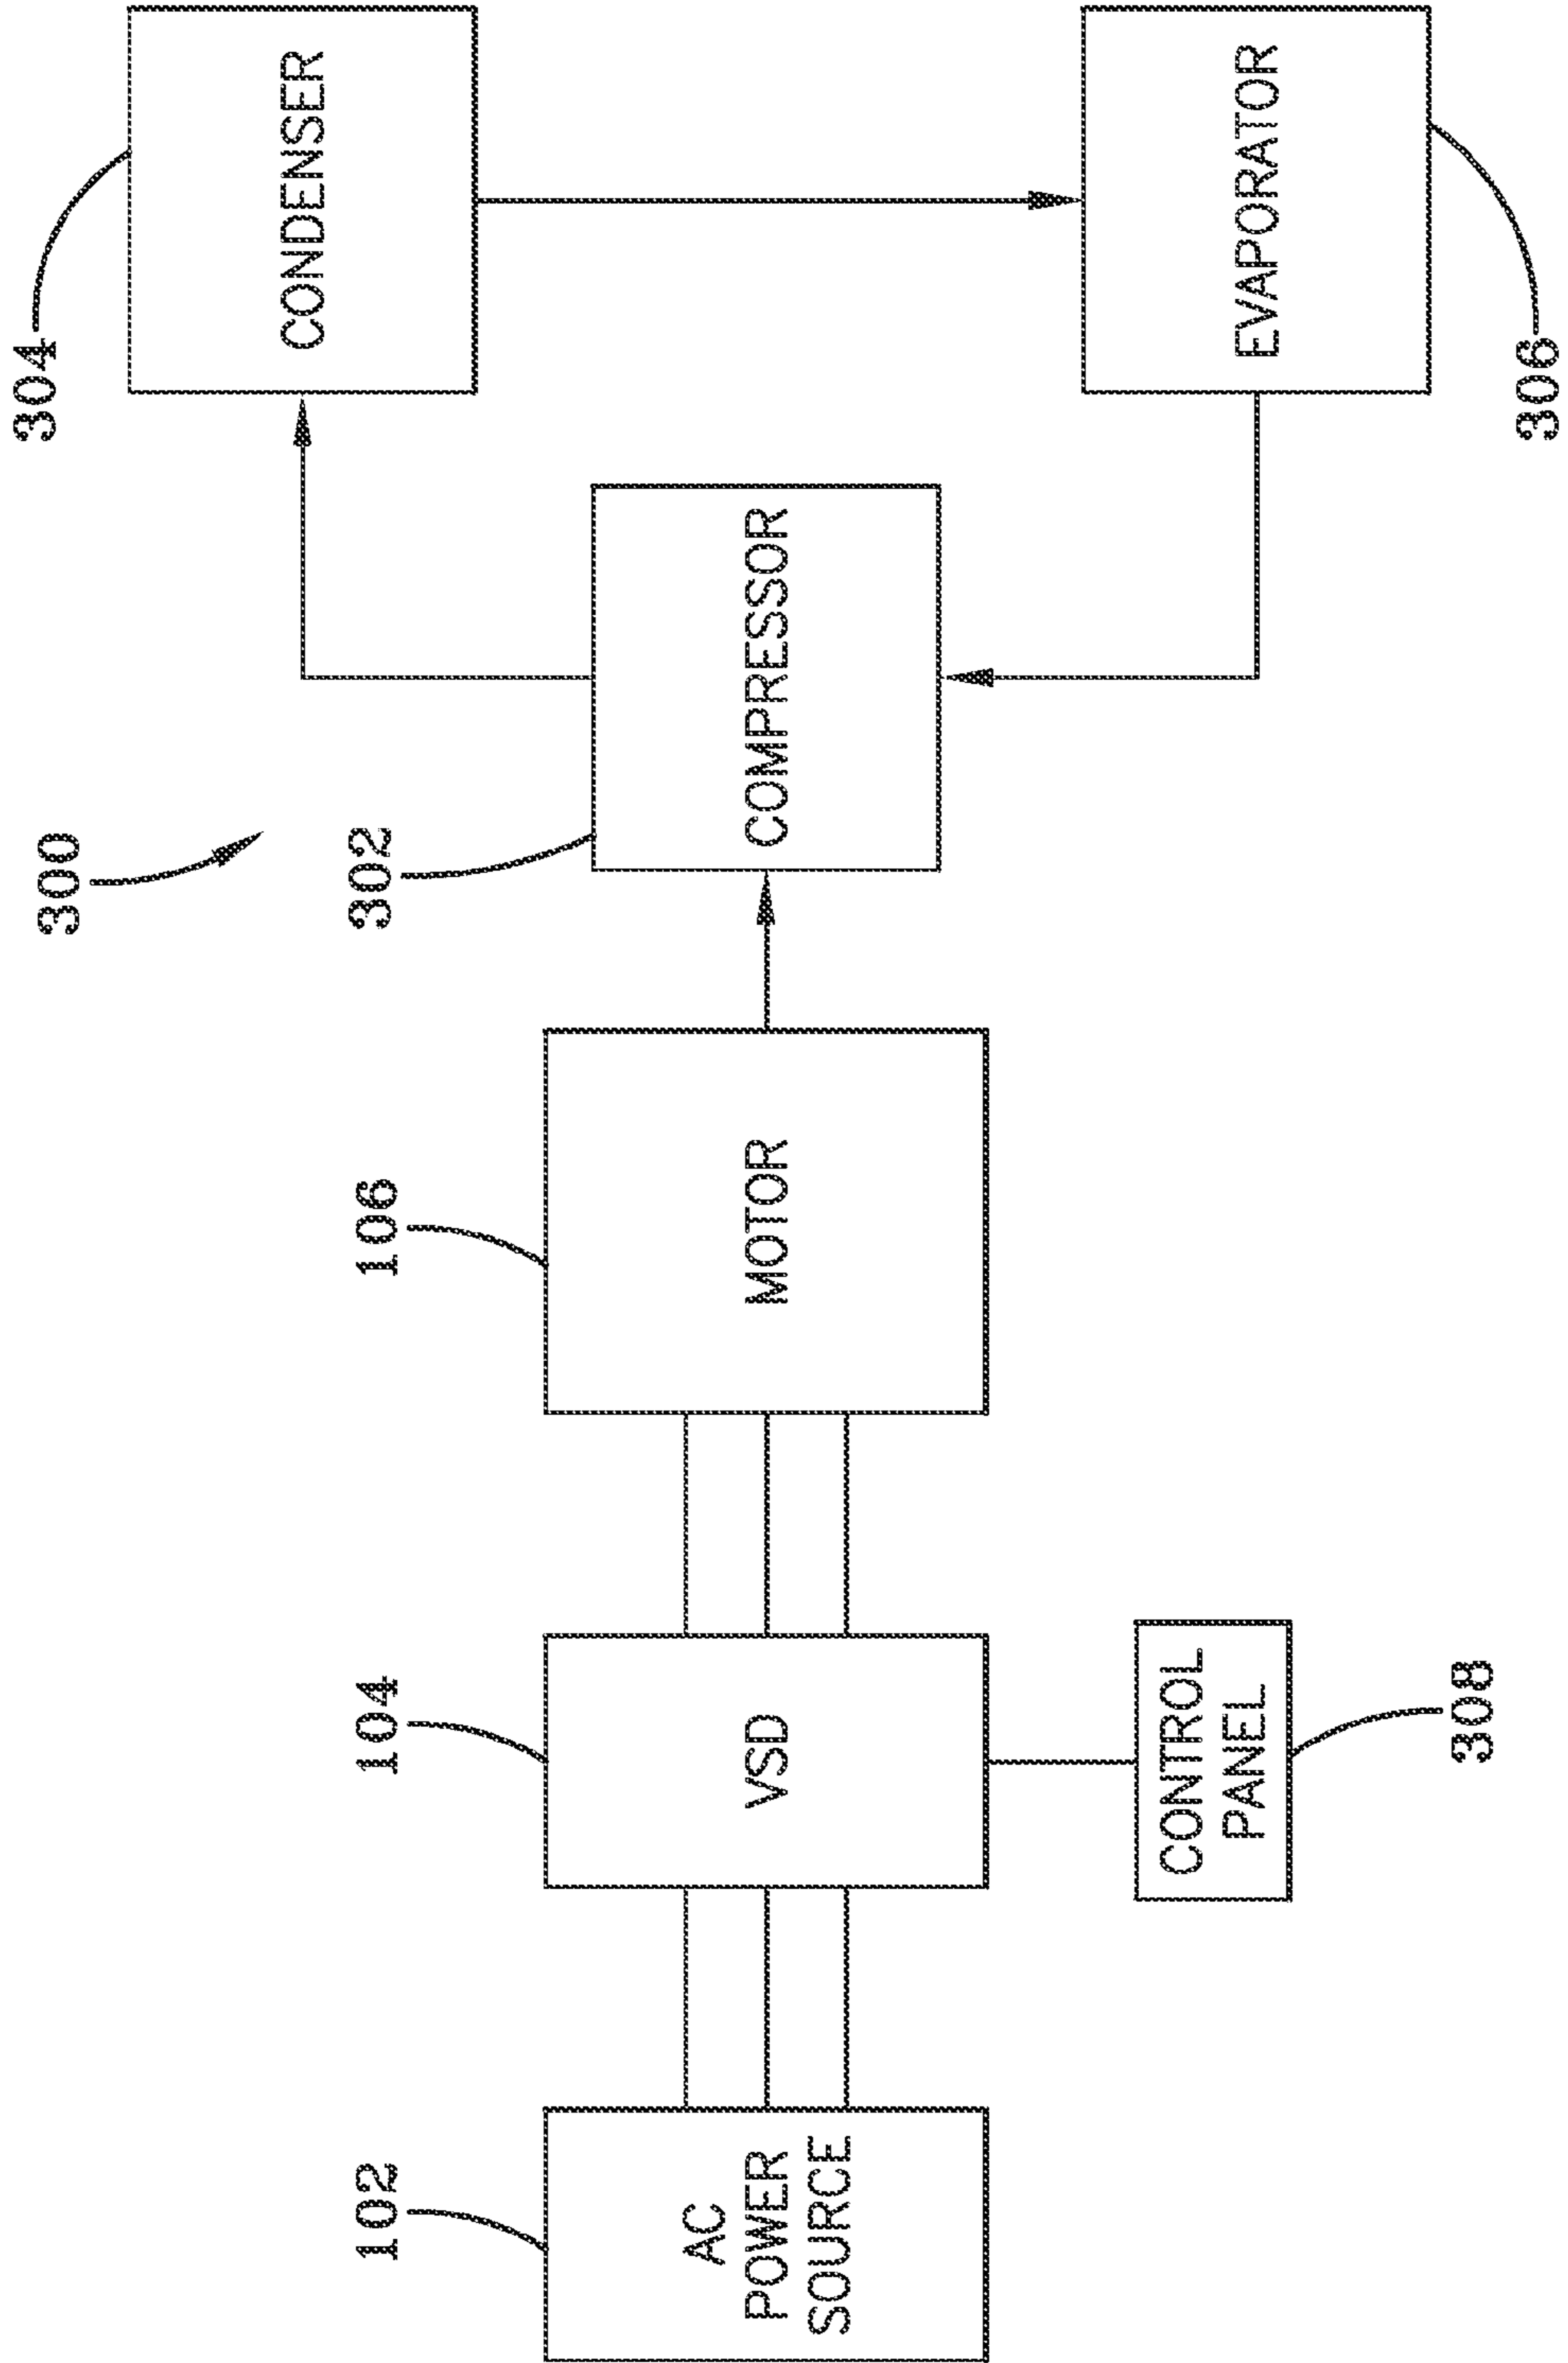 300
304
CONDENSER
302
COMPRESSOR
106
MOTOR
104
VSD
102
AC
POWER
SOURCE
CONTROL
PANEL
308
EVAPORATOR
306